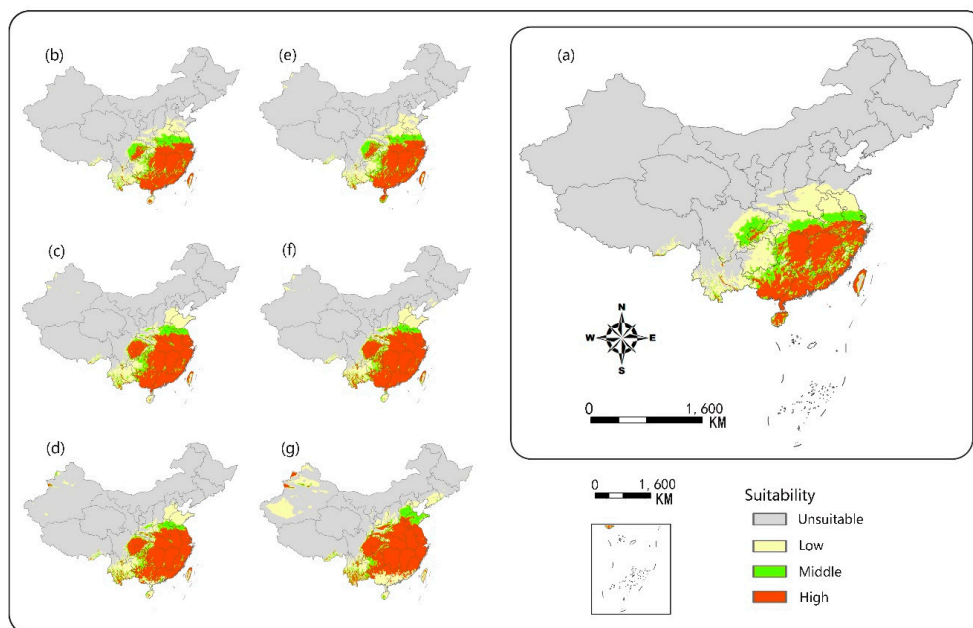 (b)
(e)
(a)
(c)
(f)
N
W E
S
0 1,600
KM
(d)
(g)
0 1,600
KM
Suitability
Unsuitable
Low
Middle
High